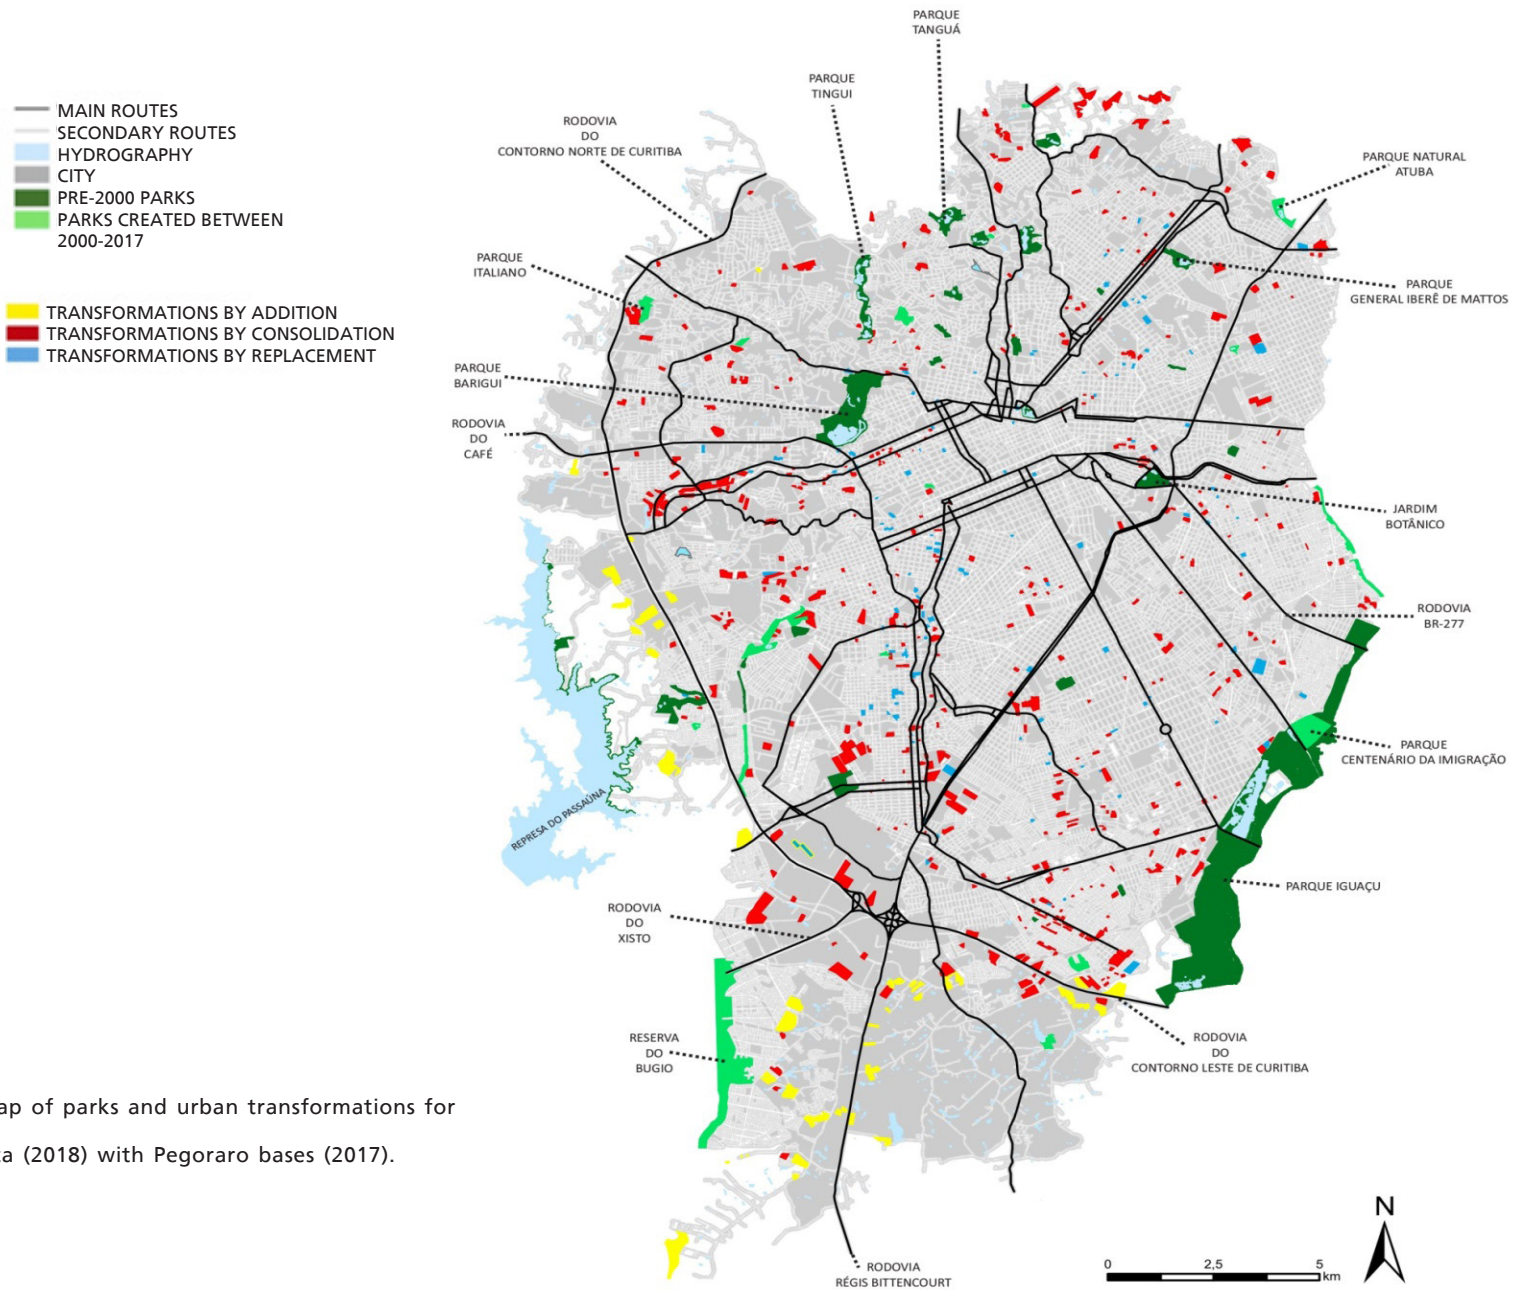 PARQUE
TANGUÁ
PARQUE
TINGUI
MAIN ROUTES
SECONDARY ROUTES
HYDROGRAPHY
CITY
PRE-2000 PARKS
PARKS CREATED BETWEEN
2000-2017
RODOVIA
DO
CONTORNO NORTE DE CURITIBA
PARQUE NATURAL
ATUBA
PARQUE
ITALIANO
PARQUE
GENERAL IBERÊ DE MATTOS
TRANSFORMATIONS BY ADDITION
TRANSFORMATIONS BY CONSOLIDATION
TRANSFORMATIONS BY REPLACEMENT
PARQUE
BARIGUI
RODOVIA
DO
CAFÉ
JARDIM
BOTÂNICO
RODOVIA
BR-277
PARQUE
CENTENÁRIO DA IMIGRAÇÃO
REPRESA DO PASSAÚNA
PARQUE IGUAÇU
RODOVIA
DO
XISTO
RESERVA
DO
BUGIO
RODOVIA
DO
CONTORNO LESTE DE CURITIBA
ap of parks and urban transformations for
ta (2018) with Pegoraro bases (2017).
N
0 2,5 5
km
RODOVIA
RÉGIS BITTENCOURT